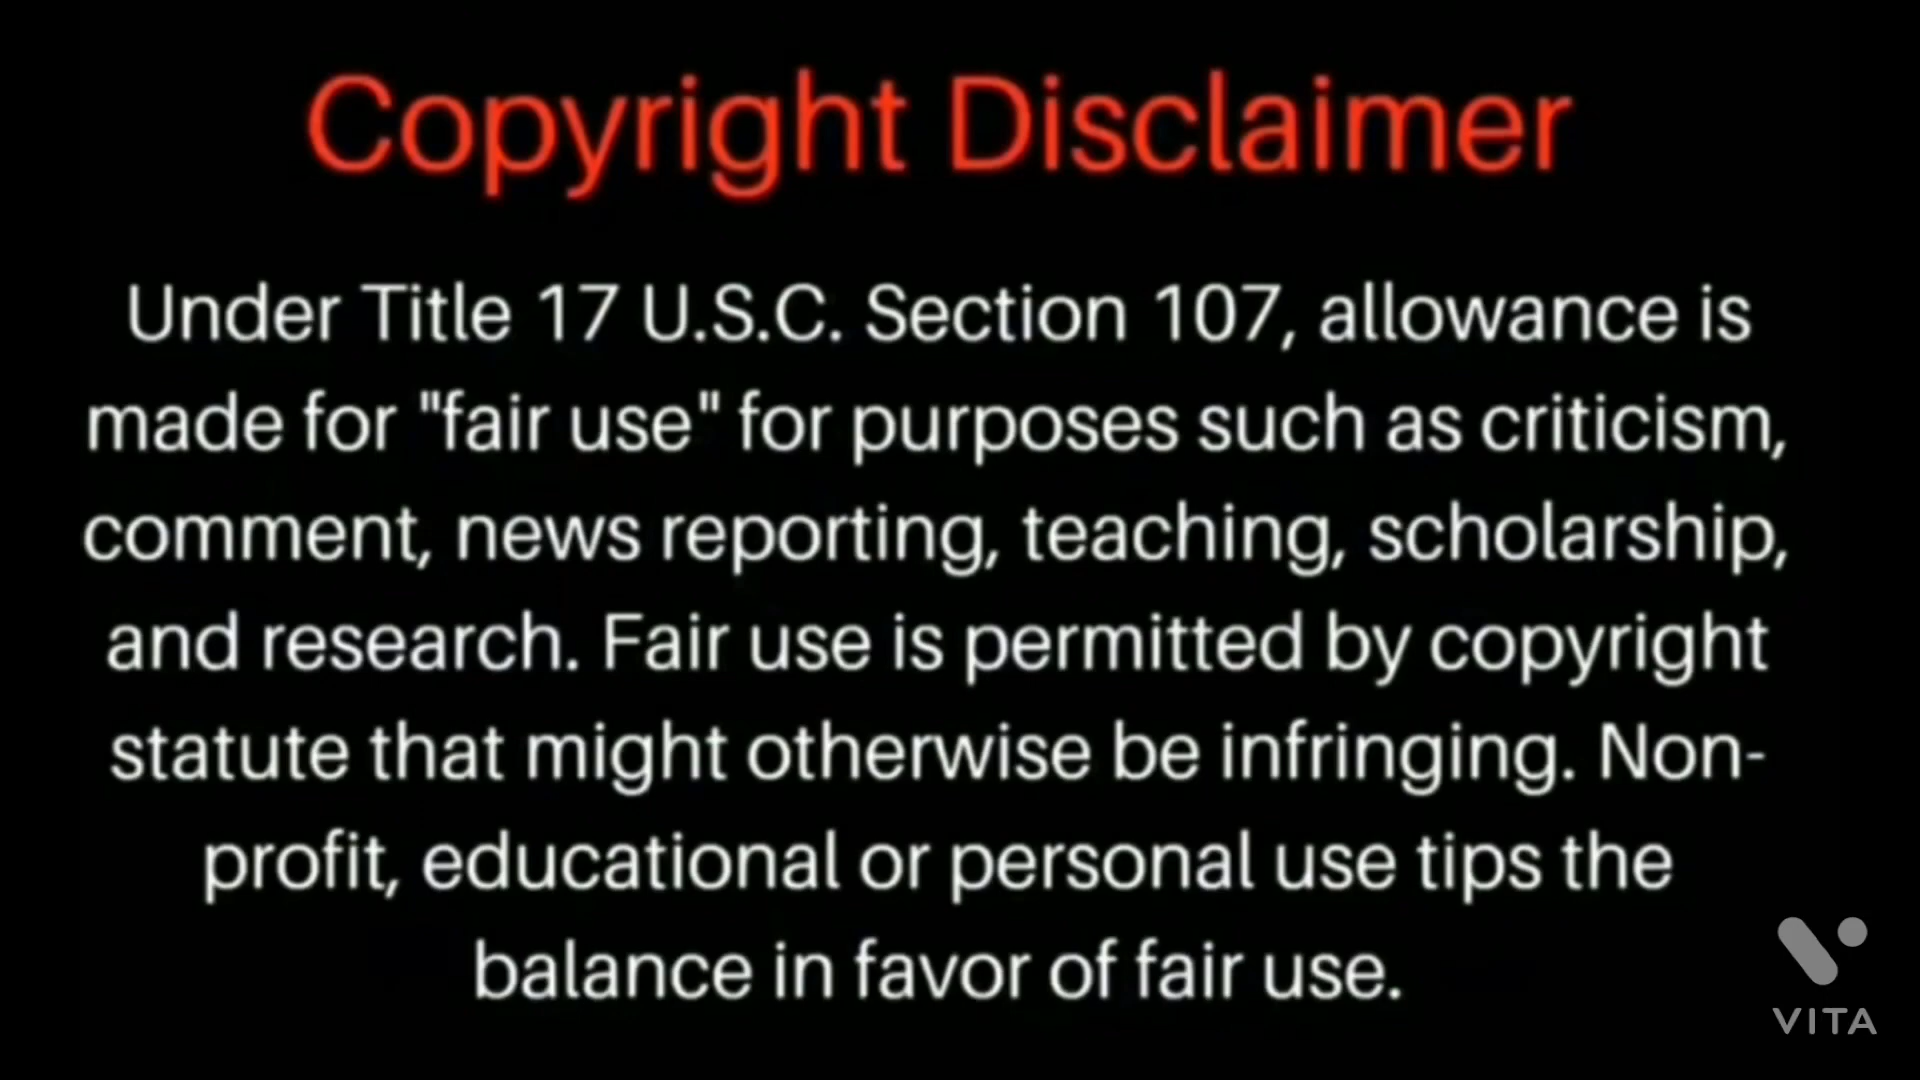 Copyright Disclaimer
Under Title 17 U.S.C. Section 107, allowance is
made for "fair use" for purposes such as criticism,
comment, news reporting, teaching, scholarship,
and research. Fair use is permitted by copyright
statute that might otherwise be infringing. Non-
profit, educational or personal use tips the
balance in favor of fair use.
VITA